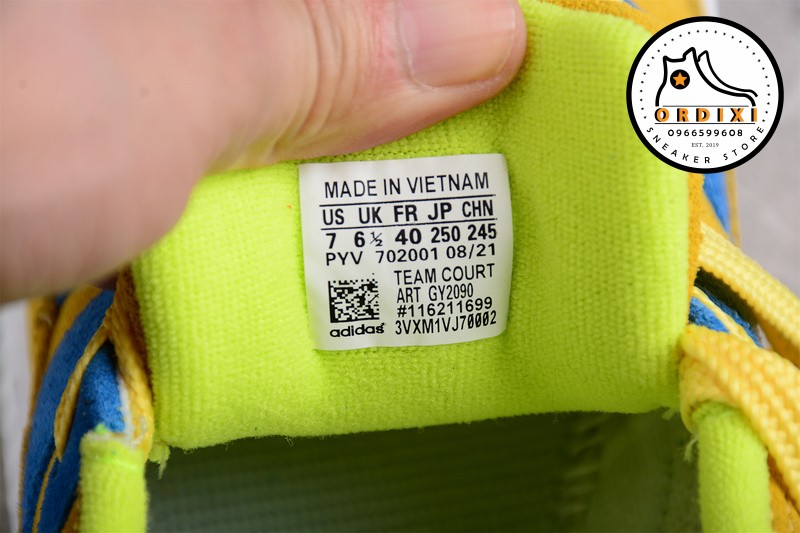 MADE IN VIETNAM
US UK FR JP CHN
7 6½ 40 250 245
PYV 702001 08/21
TEAM COURT
ART GY2090
#116211699
3VXM1VJ70002
adidas
ORDIXI
0966599608
EST. 2019
SNEAKER STORE